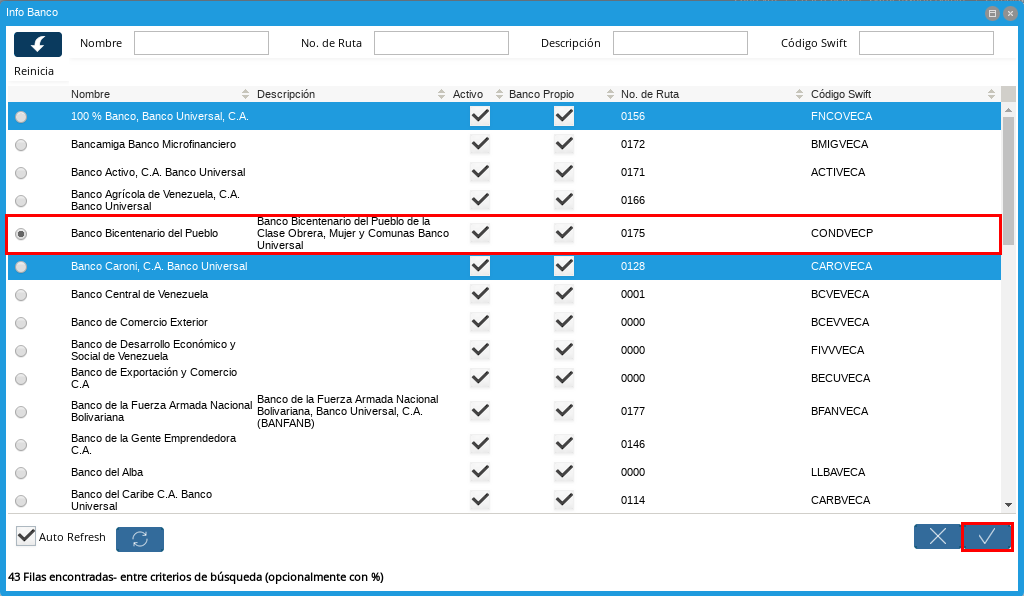 Info Banco
Nombre No. de Ruta Descripción Código Swift
Reinicia
Nombre Descripción Activo Banco Propio No. de Ruta Código Swift
100 % Banco, Banco Universal, C.A. 0156 FNCOVECA
Bancamiga Banco Microfinanciero 0172 BMIGVECA
Banco Activo, C.A. Banco Universal 0171 ACTIVECA
Banco Agrícola de Venezuela, C.A.
Banco Universal
0166
Banco Bicentenario del Pueblo
Banco Bicentenario del Pueblo de la
Clase Obrera, Mujer y Comunas Banco
Universal
0175 CONDVECP
Banco Caroni, C.A. Banco Universal 0128 CAROVECA
Banco Central de Venezuela 0001 BCVEVECA
Banco de Comercio Exterior 0000 BCEVVECA
Banco de Desarrollo Económico y
Social de Venezuela
0000 FIVVVECA
Banco de Exportación y Comercio
C.A
0000 BECUVECA
Banco de la Fuerza Armada Nacional
Bolivariana
Banco de la Fuerza Armada Nacional
Bolivariana, Banco Universal, C.A.
(BANFANB)
0177 BFANVECA
Banco de la Gente Emprendedora
C.A.
0146
Banco del Alba 0000 LLBAVECA
Banco del Caribe C.A. Banco
Universal
0114 CARBVECA
Auto Refresh
43 Filas encontradas- entre criterios de búsqueda (opcionalmente con %)